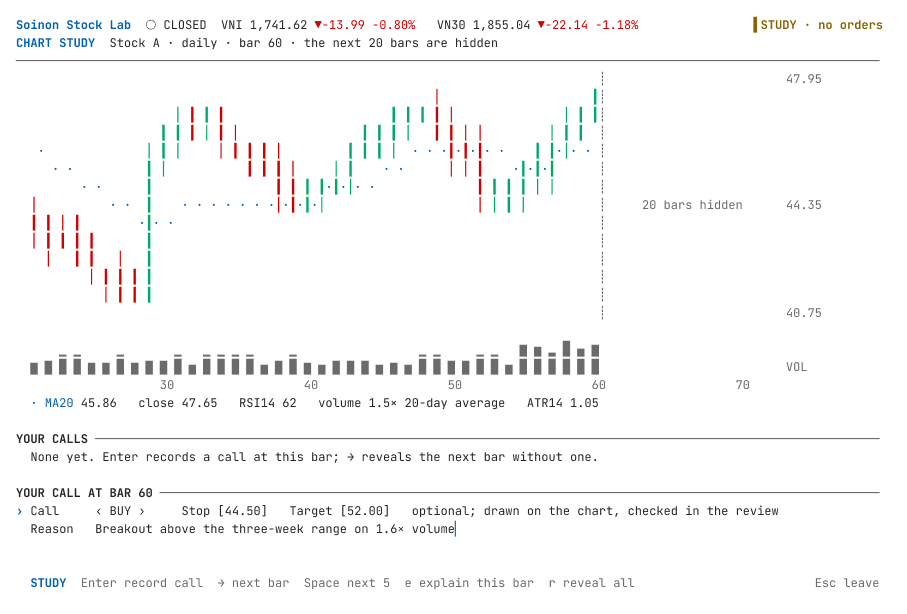 Soinon Stock Lab  ○ CLOSED  VNI 1,741.62 ▼-13.99 -0.80%   VN30 1,855.04 ▼-22.14 -1.18%   STUDY · no orders
CHART STUDY  Stock A · daily · bar 60 · the next 20 bars are hidden
47.95
20 bars hidden   44.35
40.75
VOL
30   40   50   60   70
· MA20 45.86   close 47.65   RSI14 62   volume 1.5× 20-day average   ATR14 1.05
YOUR CALLS
None yet. Enter records a call at this bar; → reveals the next bar without one.
YOUR CALL AT BAR 60
› Call   ‹ BUY ›   Stop [44.50]   Target [52.00]   optional; drawn on the chart, checked in the review
Reason   Breakout above the three-week range on 1.6× volume
STUDY  Enter record call  → next bar  Space next 5  e explain this bar  r reveal all   Esc leave